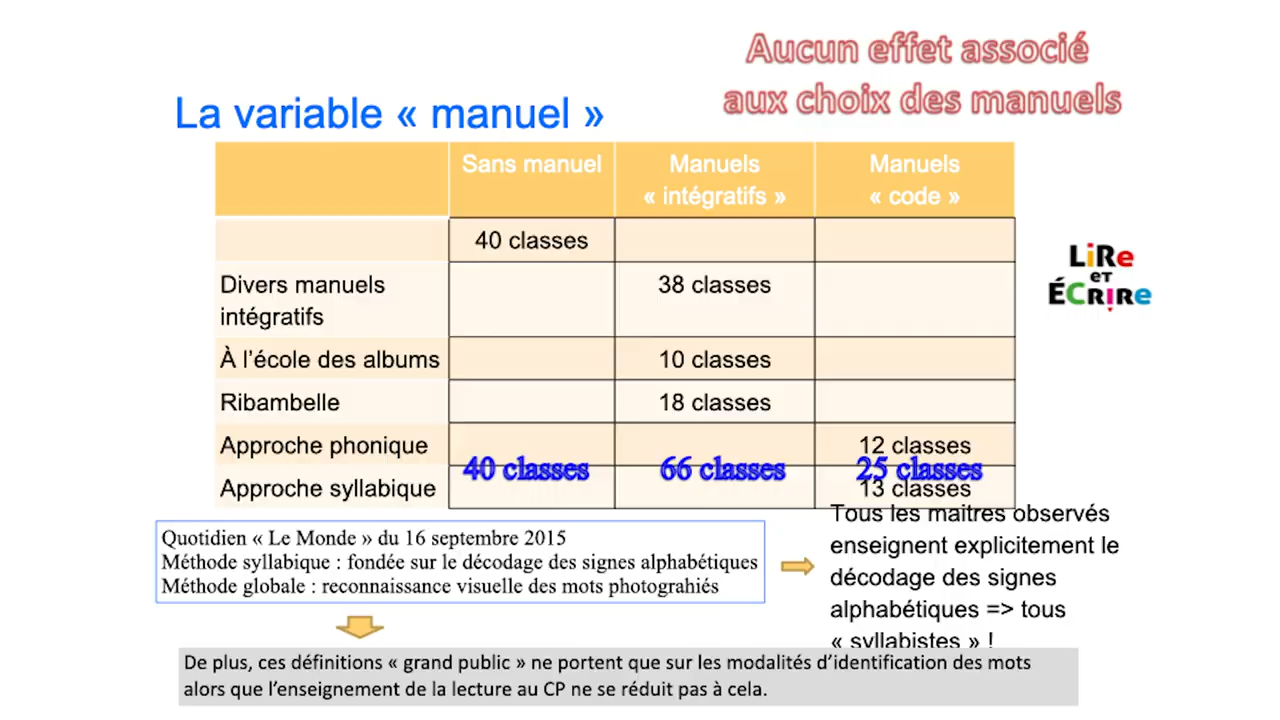 Aucun effet associé
aux choix des manuels
La variable « manuel »
Sans manuel Manuels « intégratifs » Manuels « code »
40 classes
Divers manuels intégratifs 38 classes
À l'école des albums 10 classes
Ribambelle 18 classes
Approche phonique 12 classes
40 classes 66 classes 25 classes
Approche syllabique 13 classes
LiRe
eT
ÉCRiRe
Quotidien « Le Monde » du 16 septembre 2015
Méthode syllabique : fondée sur le décodage des signes alphabétiques
Méthode globale : reconnaissance visuelle des mots photograhiés
Tous les maitres observés
enseignent explicitement le
décodage des signes
alphabétiques => tous
« syllabistes » !
De plus, ces définitions « grand public » ne portent que sur les modalités d'identification des mots
alors que l'enseignement de la lecture au CP ne se réduit pas à cela.